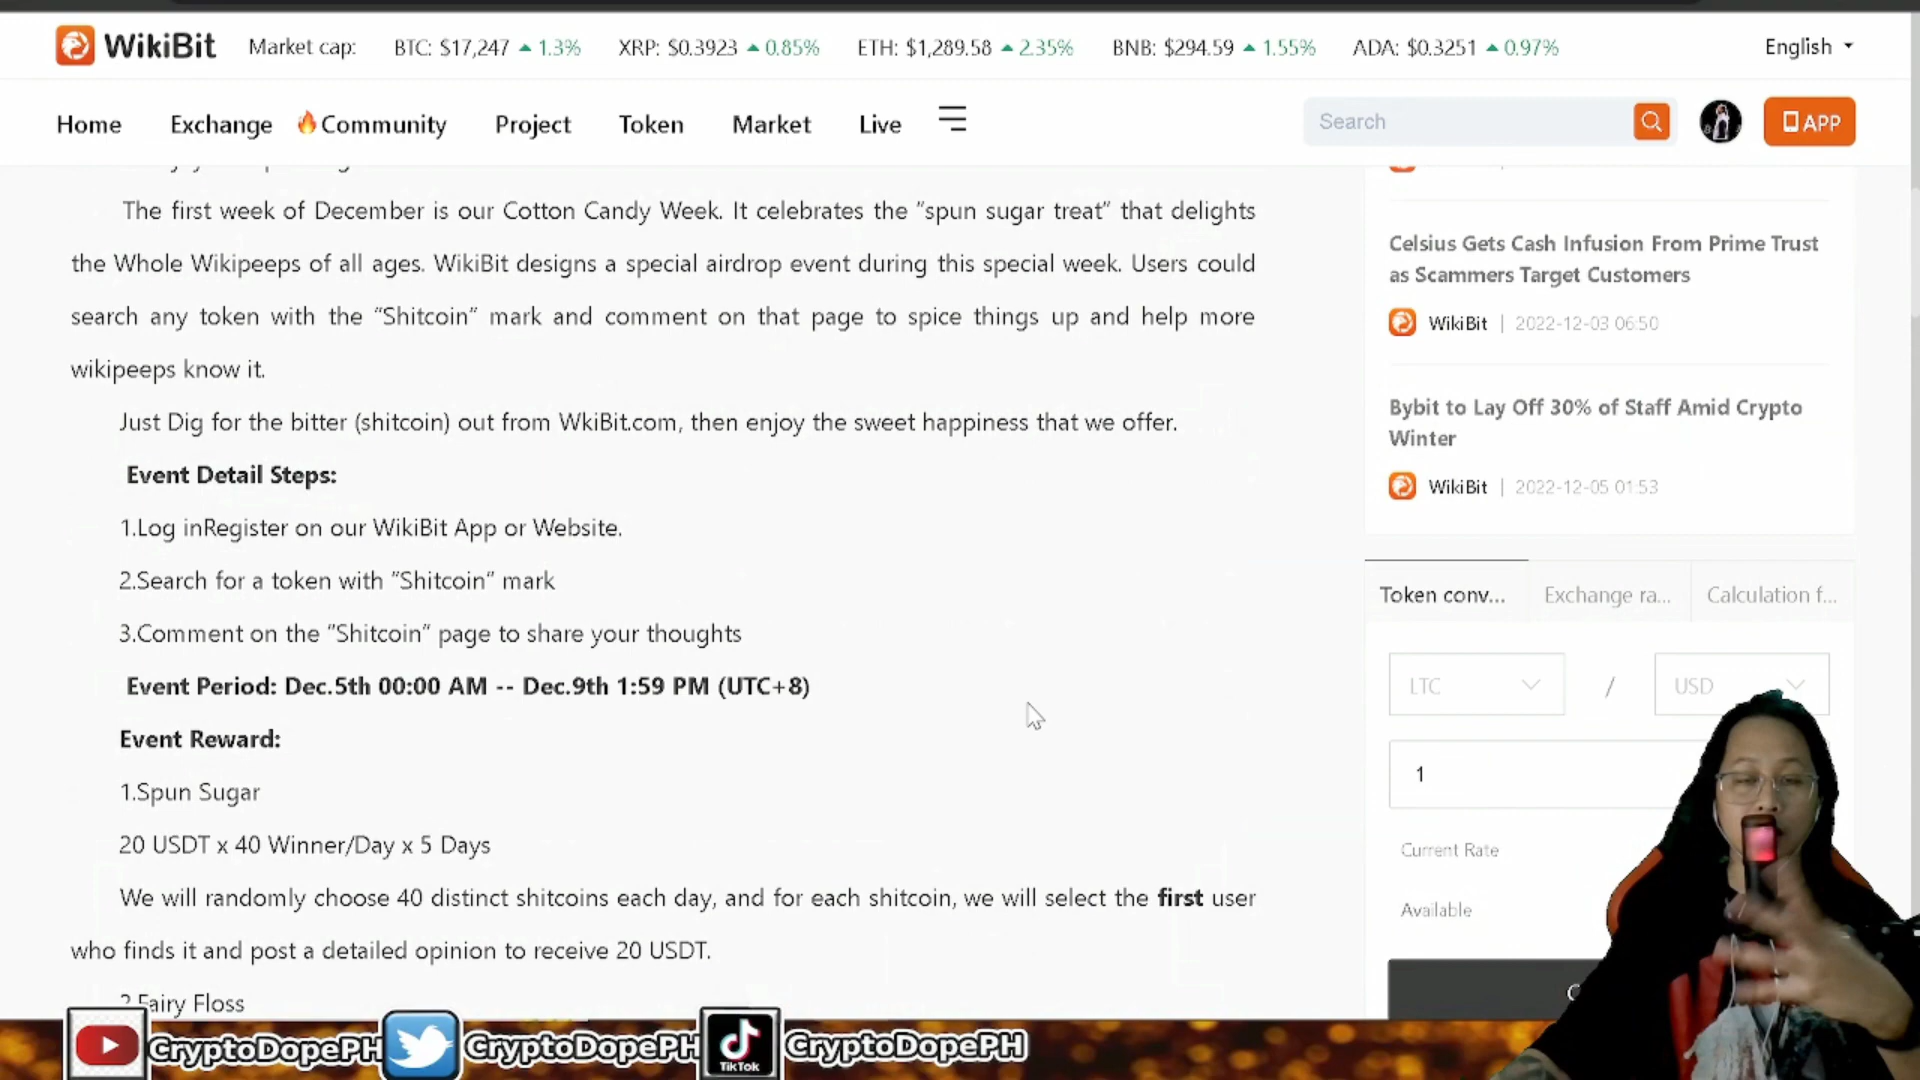 WikiBit Market cap: BTC: $17,247 1.3% XRP: $0.3923 0.85% ETH: $1,289.58 2.35% BNB: $294.59 1.55% ADA: $0.3251 0.97% English
Home Exchange Community Project Token Market Live Search APP
The first week of December is our Cotton Candy Week. It celebrates the “spun sugar treat” that delights
the Whole Wikipeeps of all ages. WikiBit designs a special airdrop event during this special week. Users could
search any token with the “Shitcoin” mark and comment on that page to spice things up and help more
wikipeeps know it.
Just Dig for the bitter (shitcoin) out from WkiBit.com, then enjoy the sweet happiness that we offer.
Event Detail Steps:
1.Log inRegister on our WikiBit App or Website.
2.Search for a token with “Shitcoin” mark
3.Comment on the “Shitcoin” page to share your thoughts
Event Period: Dec.5th 00:00 AM -- Dec.9th 1:59 PM (UTC+8)
Event Reward:
1.Spun Sugar
20 USDT x 40 Winner/Day x 5 Days
We will randomly choose 40 distinct shitcoins each day, and for each shitcoin, we will select the first user
who finds it and post a detailed opinion to receive 20 USDT.
2.Fairy Floss
Celsius Gets Cash Infusion From Prime Trust
as Scammers Target Customers
WikiBit | 2022-12-03 06:50
Bybit to Lay Off 30% of Staff Amid Crypto
Winter
WikiBit | 2022-12-05 01:53
Token conv... Exchange ra... Calculation f...
LTC / USD
1
Current Rate
Available
CryptoDopePH CryptoDopePH TikTok CryptoDopePH